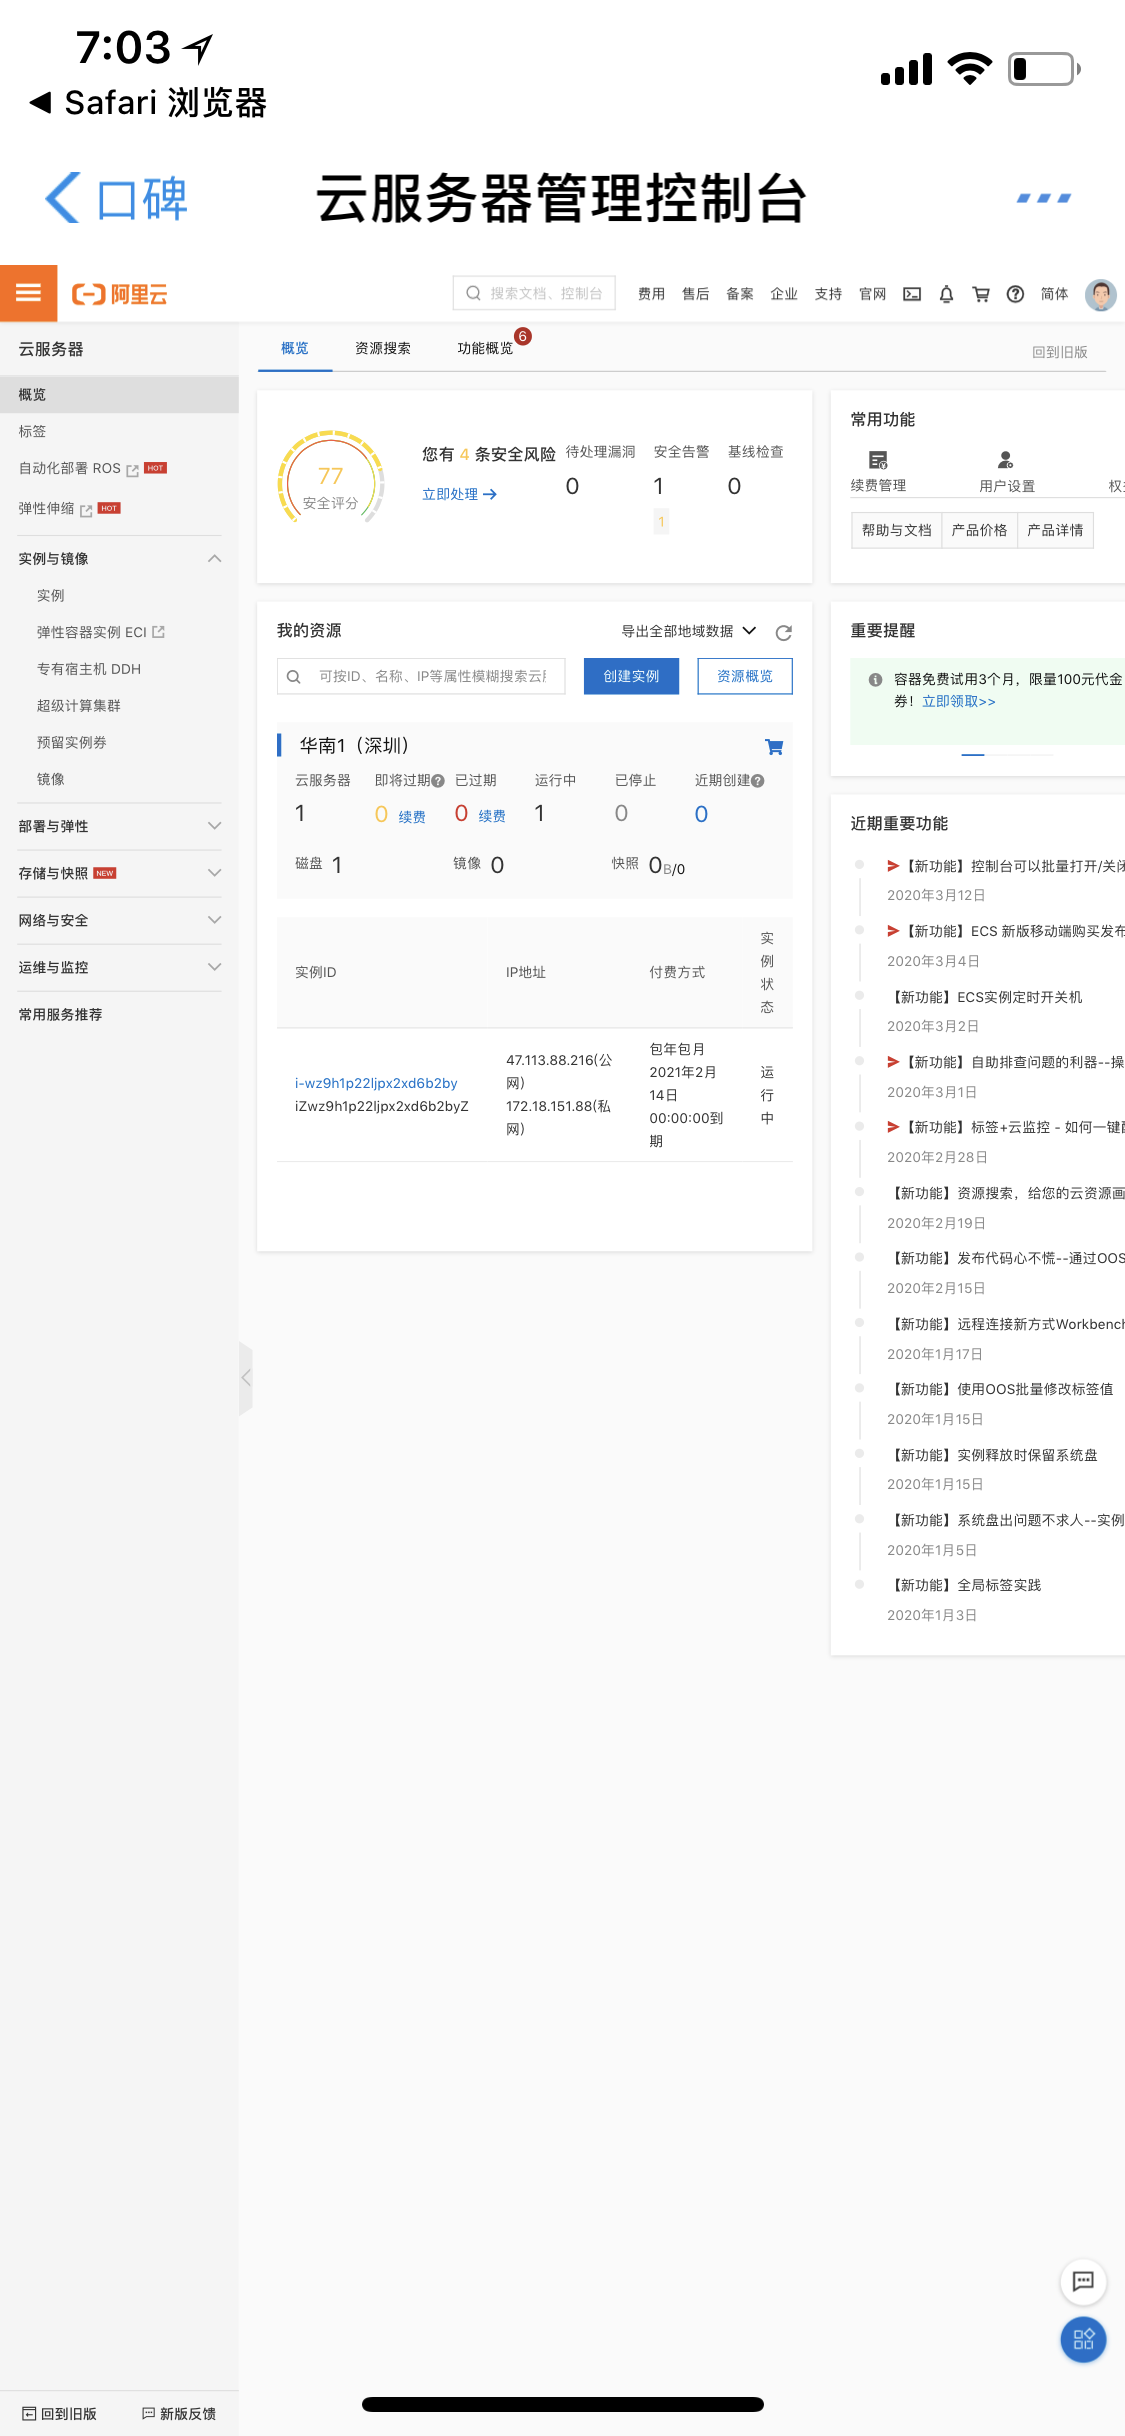 7:03
◀ Safari 浏览器
口碑
云服务器管理控制台
阿里云
搜索文档、控制台
费用 售后 备案 企业 支持 官网 简体
云服务器
概览
标签
自动化部署 ROS HOT
弹性伸缩 HOT
实例与镜像
实例
弹性容器实例 ECI
专有宿主机 DDH
超级计算集群
预留实例券
镜像
部署与弹性
存储与快照 NEW
网络与安全
运维与监控
常用服务推荐
回到旧版 新版反馈
概览 资源搜索 功能概览 6
回到旧版
77
安全评分
您有 4 条安全风险
立即处理
待处理漏洞 安全告警 基线检查
0 1 0
1
我的资源
导出全部地域数据
可按ID、名称、IP等属性模糊搜索云
创建实例
资源概览
华南1（深圳）
云服务器 即将过期 已过期 运行中 已停止 近期创建
1 0 续费 0 续费 1 0 0
磁盘 1 镜像 0 快照 0B/0
实例ID
IP地址
付费方式
实
例
状
态
i-wz9h1p22ljpx2xd6b2by
iZwz9h1p22ljpx2xd6b2byZ
47.113.88.216(公
网)
172.18.151.88(私
网)
包年包月
2021年2月
14日
00:00:00到
期
运
行
中
常用功能
续费管理 用户设置
帮助与文档 产品价格 产品详情
重要提醒
容器免费试用3个月，限量100元代金
券！立即领取>>
近期重要功能
【新功能】控制台可以批量打开/关闭
2020年3月12日
【新功能】ECS 新版移动端购买发布
2020年3月4日
【新功能】ECS实例定时开关机
2020年3月2日
【新功能】自助排查问题的利器--操
2020年3月1日
【新功能】标签+云监控 - 如何一键
2020年2月28日
【新功能】资源搜索，给您的云资源画
2020年2月19日
【新功能】发布代码心不慌--通过OOS
2020年2月15日
【新功能】远程连接新方式Workbench
2020年1月17日
【新功能】使用OOS批量修改标签值
2020年1月15日
【新功能】实例释放时保留系统盘
2020年1月15日
【新功能】系统盘出问题不求人--实例
2020年1月5日
【新功能】全局标签实践
2020年1月3日